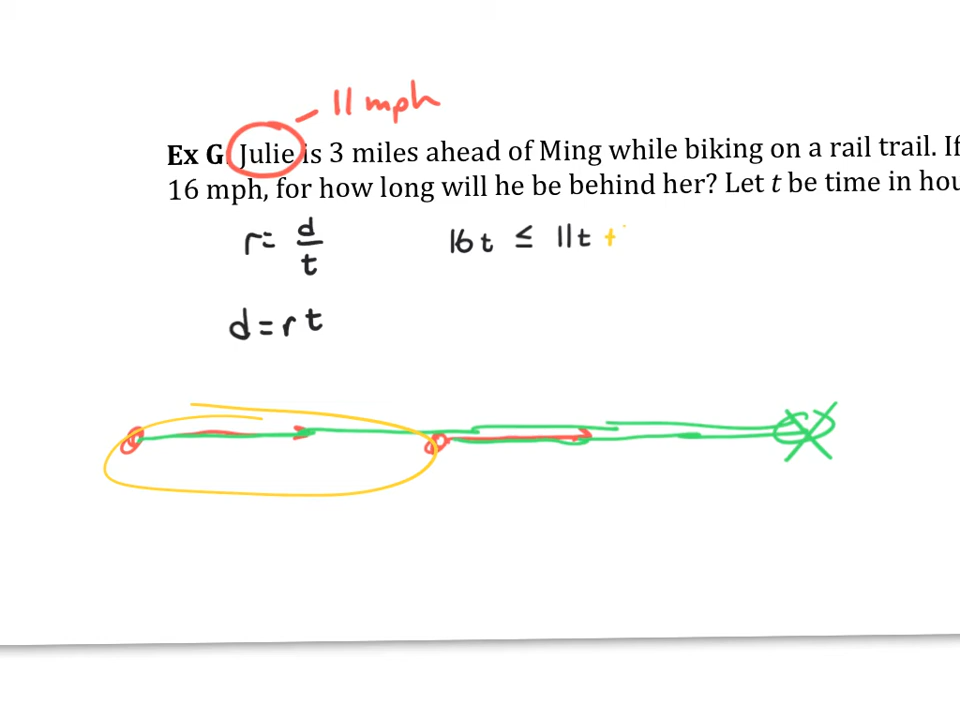 11 mph
Ex G. Julie is 3 miles ahead of Ming while biking on a rail trail. If
16 mph, for how long will he be behind her? Let t be time in hou
r = d/t
16t ≤ 11t +
d = rt